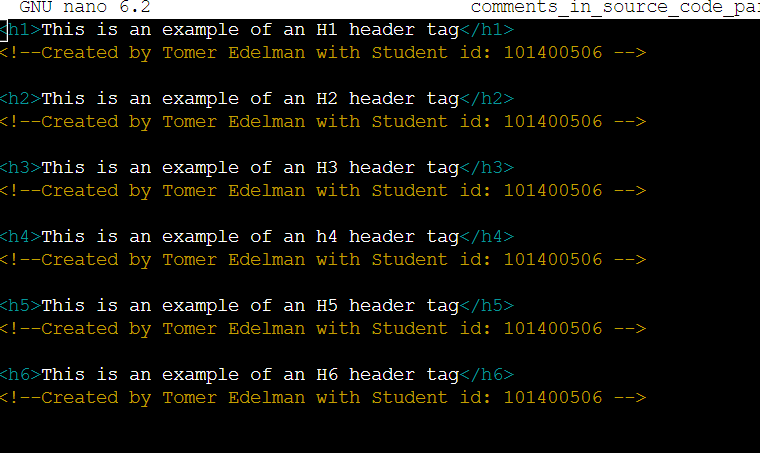 GNU nano 6.2 comments_in_source_code_
<h1>This is an example of an H1 header tag</h1>
<!--Created by Tomer Edelman with Student id: 101400506 -->
<h2>This is an example of an H2 header tag</h2>
<!--Created by Tomer Edelman with Student id: 101400506 -->
<h3>This is an example of an H3 header tag</h3>
<!--Created by Tomer Edelman with Student id: 101400506 -->
<h4>This is an example of an h4 header tag</h4>
<!--Created by Tomer Edelman with Student id: 101400506 -->
<h5>This is an example of an H5 header tag</h5>
<!--Created by Tomer Edelman with Student id: 101400506 -->
<h6>This is an example of an H6 header tag</h6>
<!--Created by Tomer Edelman with Student id: 101400506 -->